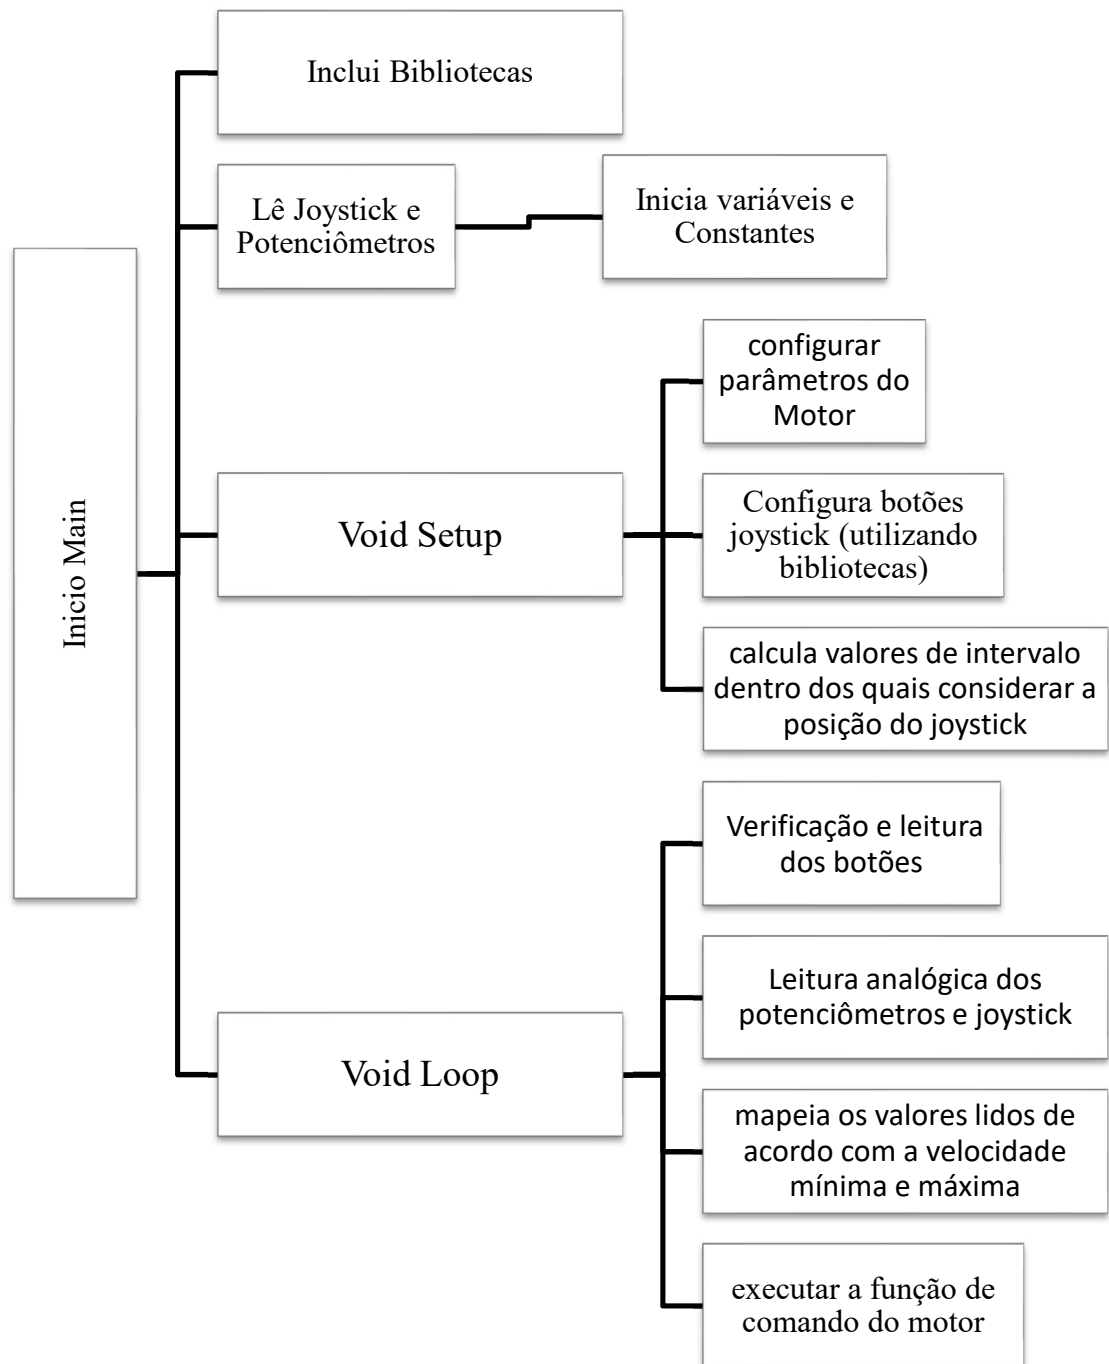 Inicio Main
Inclui Bibliotecas
Lê Joystick e
Potenciômetros
Inicia variáveis e
Constantes
Void Setup
configurar
parâmetros do
Motor
Configura botões
joystick (utilizando
bibliotecas)
calcula valores de intervalo
dentro dos quais considerar a
posição do joystick
Void Loop
Verificação e leitura
dos botões
Leitura analógica dos
potenciômetros e joystick
mapeia os valores lidos de
acordo com a velocidade
mínima e máxima
executar a função de
comando do motor